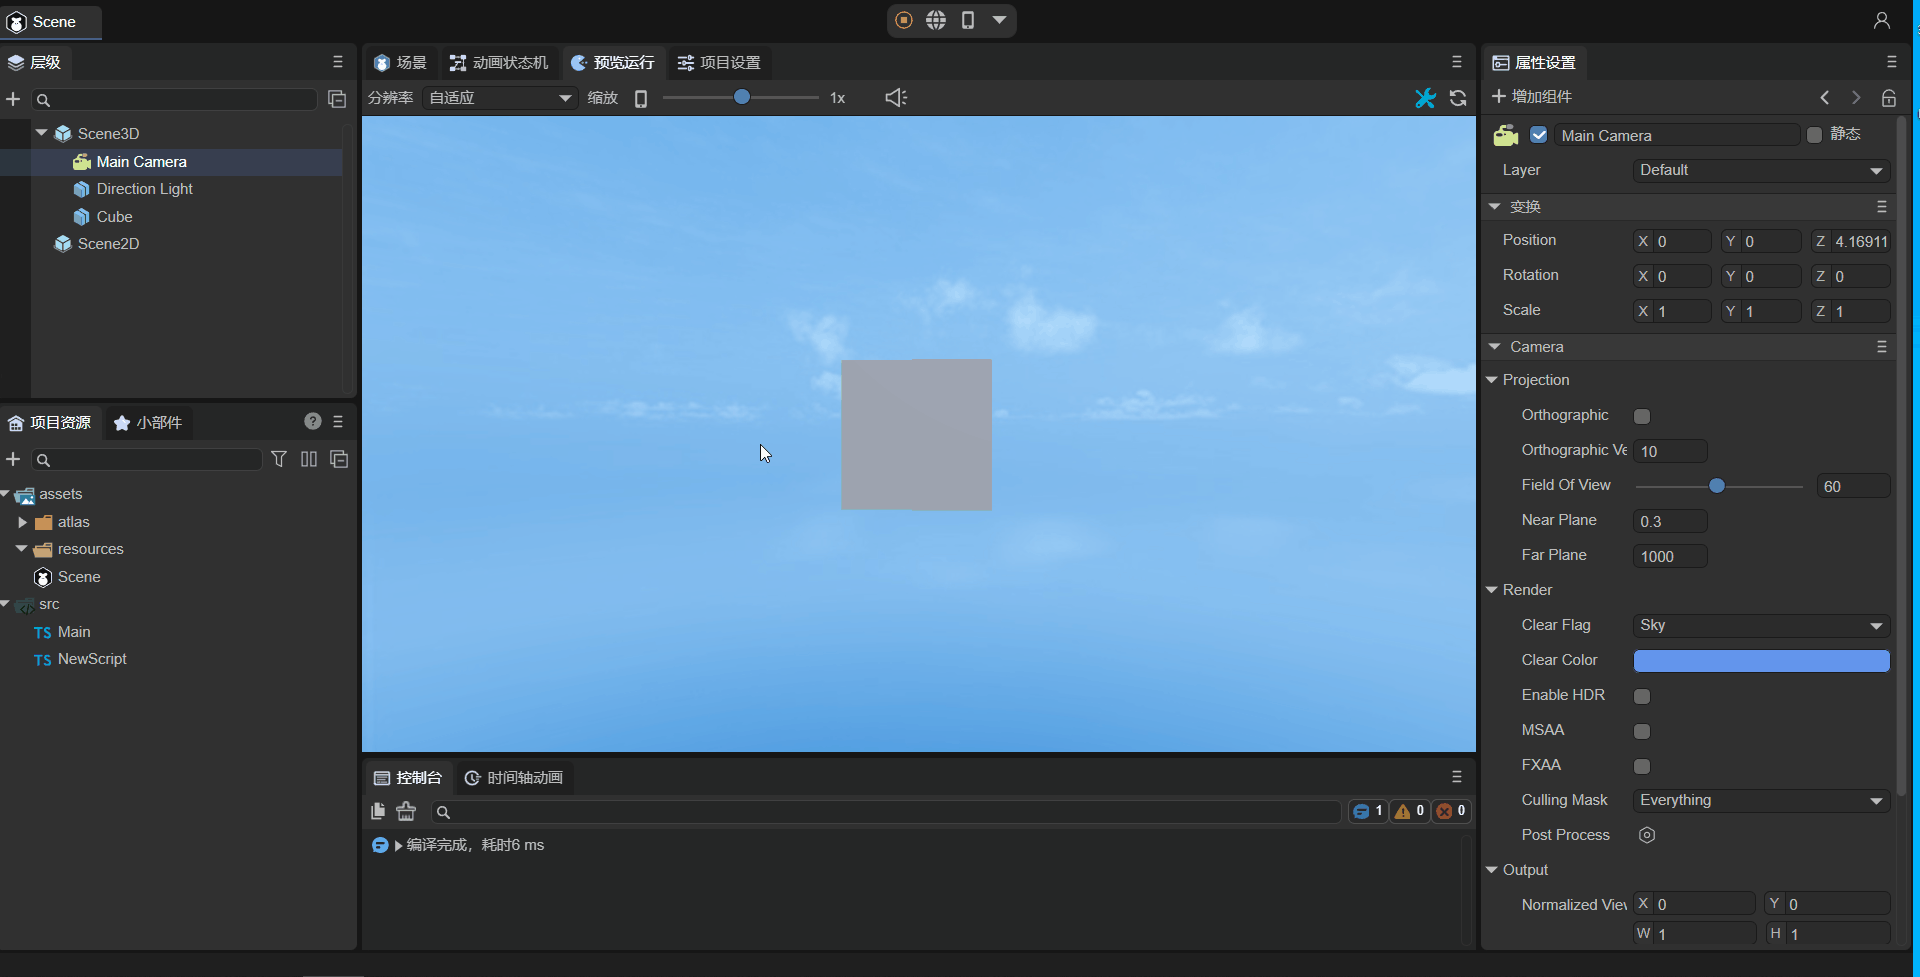 Scene
层级
Scene3D
Main Camera
Direction Light
Cube
Scene2D
项目资源 小部件 ?
assets
atlas
resources
Scene
src
TS Main
TS NewScript
场景 动画状态机 预览运行 项目设置
分辨率 自适应 缩放 1x
控制台 时间轴动画
1 0 0
编译完成，耗时6 ms
属性设置
增加组件
Main Camera 静态
Layer Default
变换
Position X 0 Y 0 Z 4.16911
Rotation X 0 Y 0 Z 0
Scale X 1 Y 1 Z 1
Camera
Projection
Orthographic
Orthographic Ve 10
Field Of View 60
Near Plane 0.3
Far Plane 1000
Render
Clear Flag Sky
Clear Color
Enable HDR
MSAA
FXAA
Culling Mask Everything
Post Process
Output
Normalized Viev X 0 Y 0
W 1 H 1